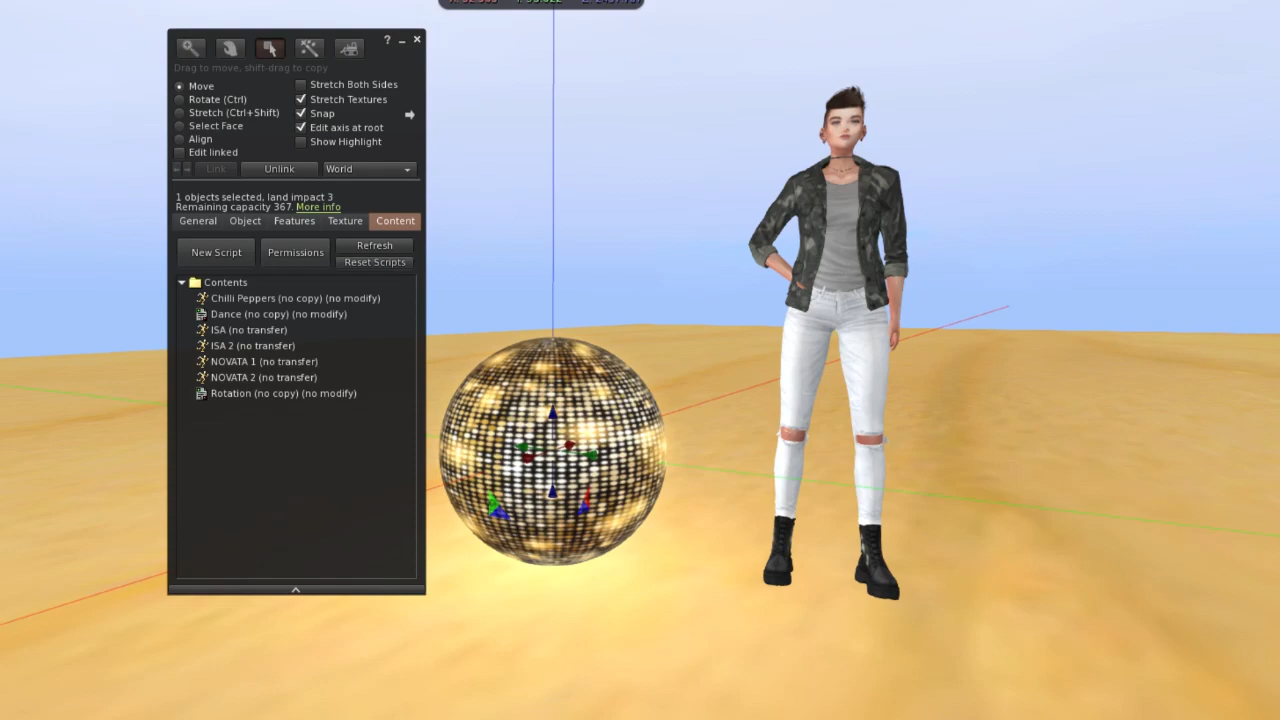 ? _ ×
Drag to move, shift-drag to copy
Move
Rotate (Ctrl)
Stretch (Ctrl+Shift)
Select Face
Align
Edit linked
Stretch Both Sides
Stretch Textures
Snap
Edit axis at root
Show Highlight
Link Unlink World
1 objects selected, land impact 3
Remaining capacity 367. More info
General Object Features Texture Content
New Script Permissions Refresh
Reset Scripts
Contents
Chilli Peppers (no copy) (no modify)
Dance (no copy) (no modify)
ISA (no transfer)
ISA 2 (no transfer)
NOVATA 1 (no transfer)
NOVATA 2 (no transfer)
Rotation (no copy) (no modify)